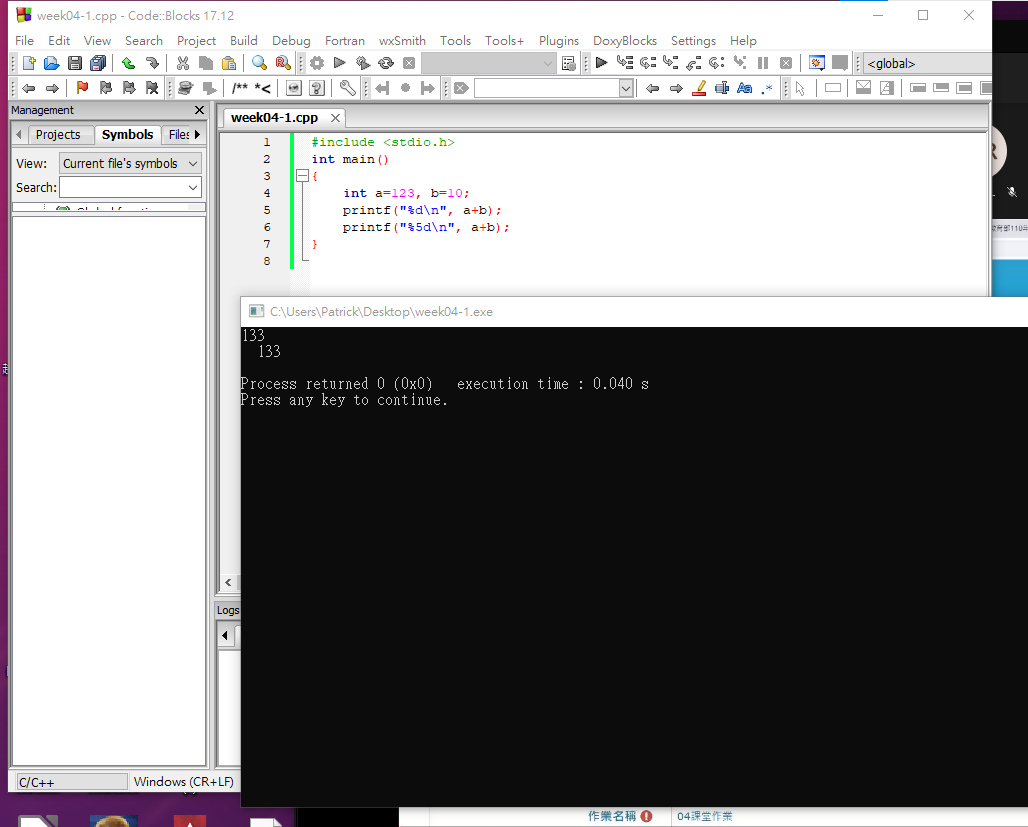 week04-1.cpp - Code::Blocks 17.12
File Edit View Search Project Build Debug Fortran wxSmith Tools Tools+ Plugins DoxyBlocks Settings Help
<global>
/** *<
Management
Projects Symbols Files
View: Current file's symbols
Search:
week04-1.cpp
1 #include <stdio.h>
2 int main()
3 {
4 int a=123, b=10;
5 printf("%d\n", a+b);
6 printf("%5d\n", a+b);
7 }
8
C:\Users\Patrick\Desktop\week04-1.exe
133
  133
Process returned 0 (0x0)   execution time : 0.040 s
Press any key to continue.
Logs
C/C++ Windows (CR+LF)
作業名稱 04課堂作業